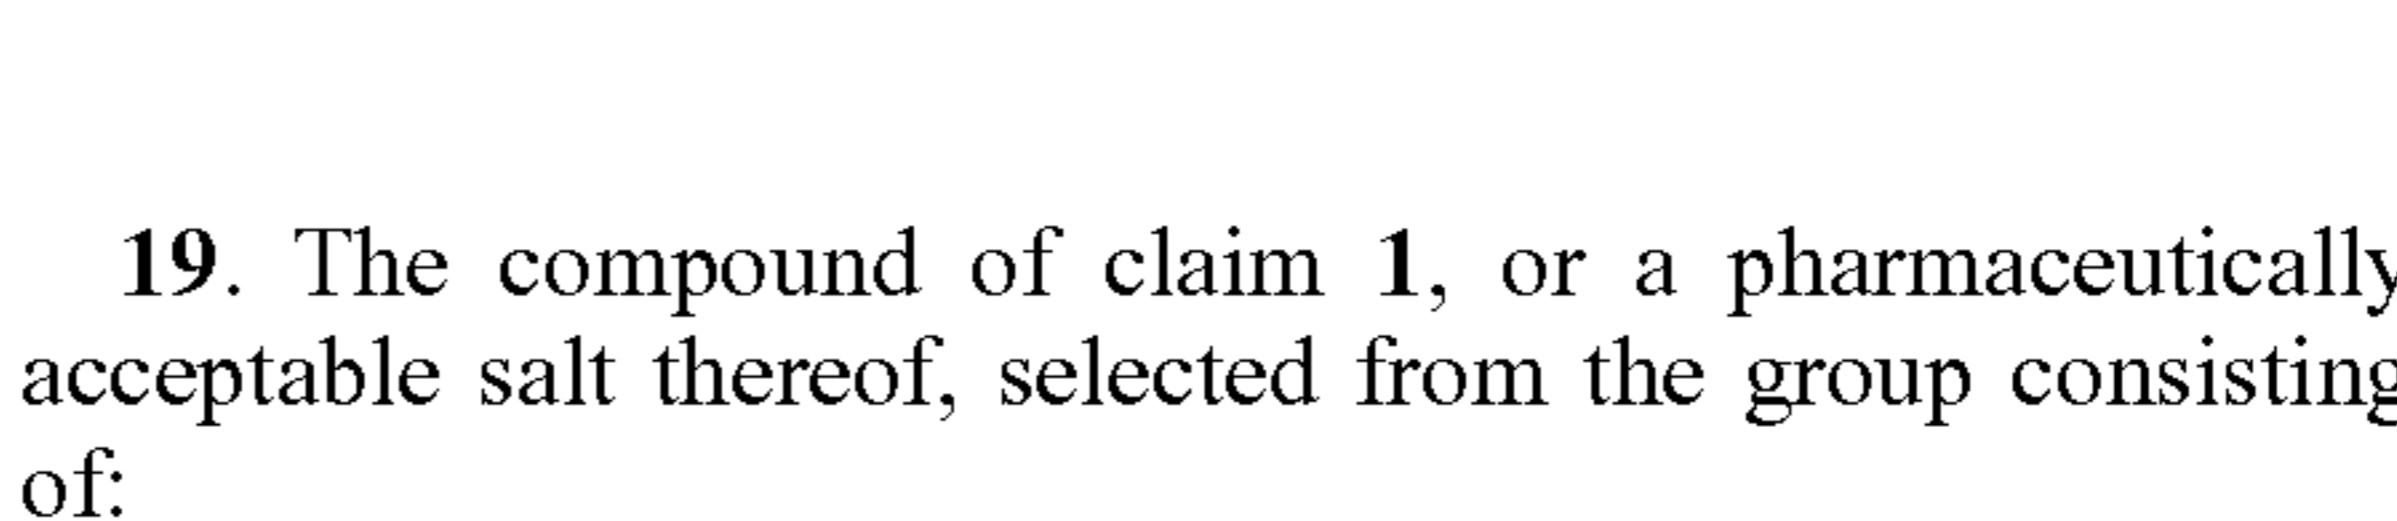 19. The compound of claim 1, or a pharmaceutically
acceptable salt thereof, selected from the group consisting
of: